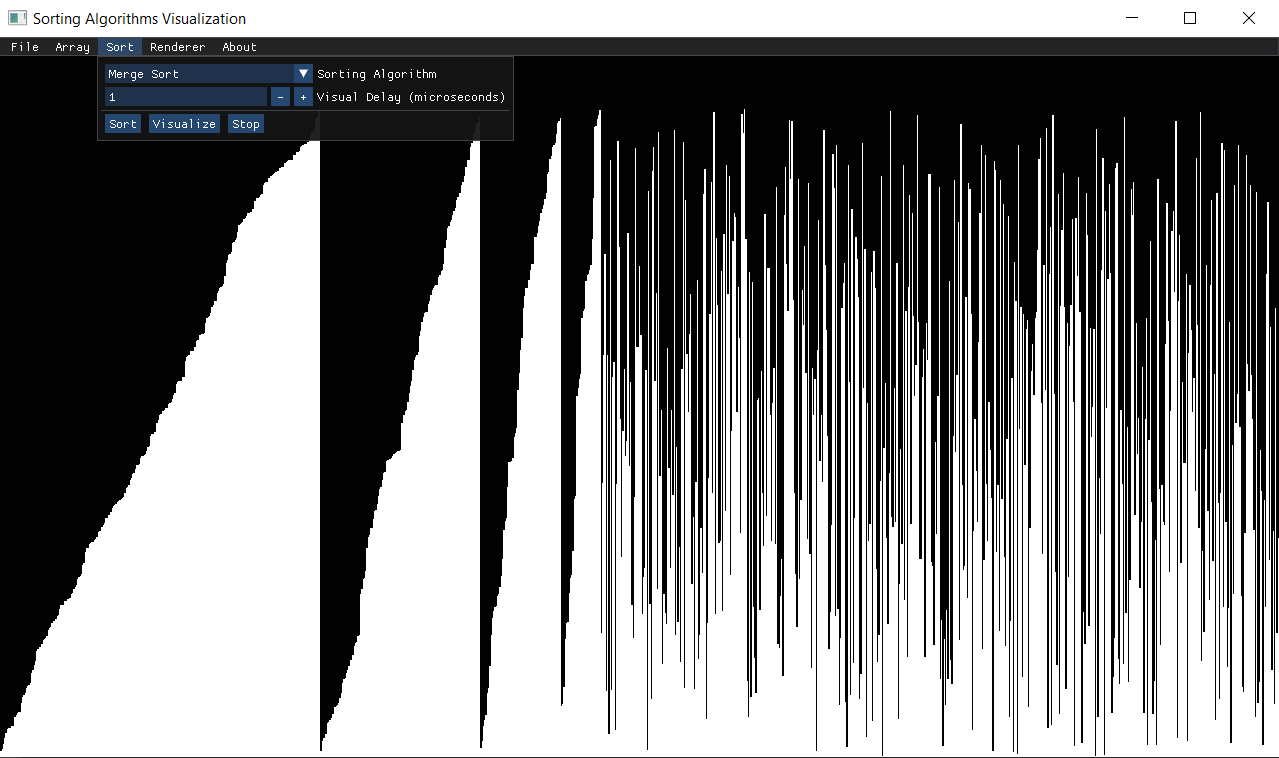 Sorting Algorithms Visualization
File Array Sort Renderer About
Merge Sort Sorting Algorithm
1 - + Visual Delay (microseconds)
Sort Visualize Stop